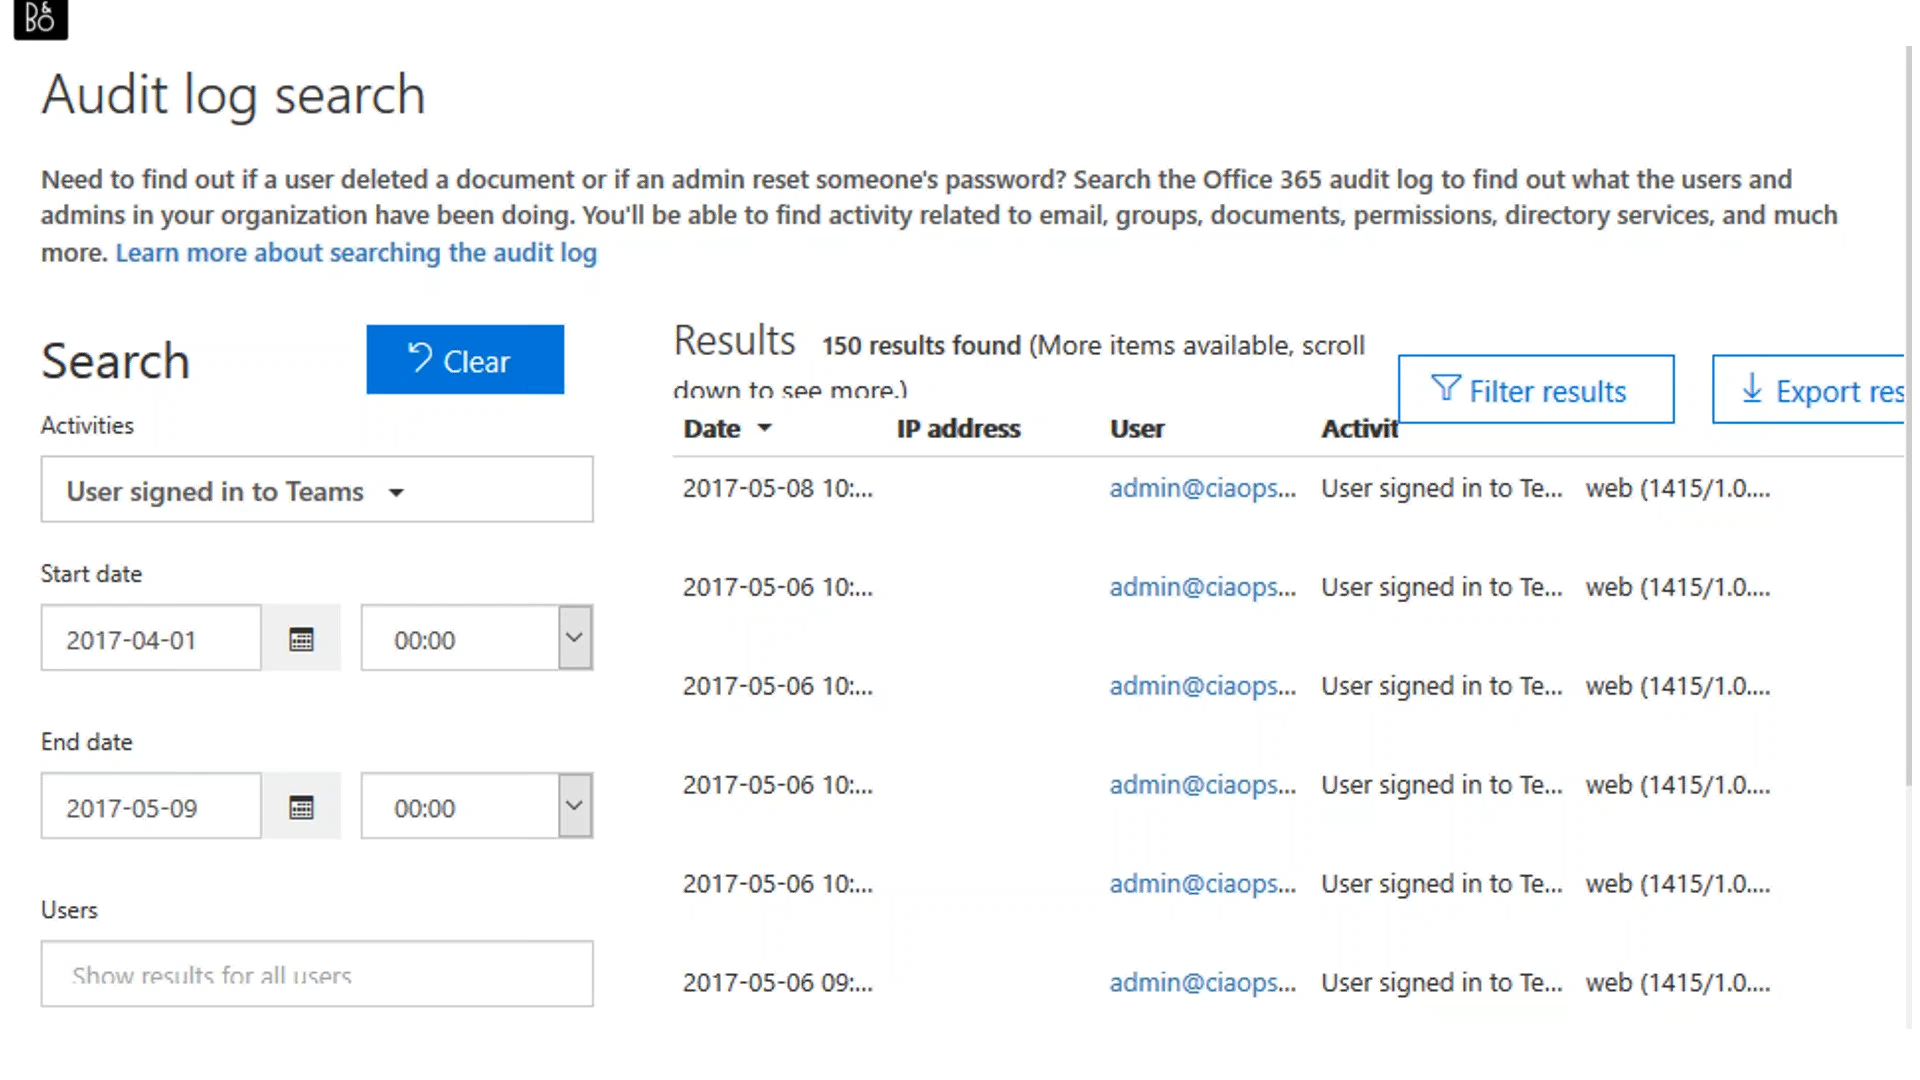 B&O
Audit log search
Need to find out if a user deleted a document or if an admin reset someone's password? Search the Office 365 audit log to find out what the users and
admins in your organization have been doing. You'll be able to find activity related to email, groups, documents, permissions, directory services, and much
more. Learn more about searching the audit log
Search
Clear
Activities
User signed in to Teams
Start date
2017-04-01 00:00
End date
2017-05-09 00:00
Users
Show results for all users
Results 150 results found (More items available, scroll
down to see more.)
Filter results
Export res
Date IP address User Activit
2017-05-08 10:... admin@ciaops... User signed in to Te... web (1415/1.0....
2017-05-06 10:... admin@ciaops... User signed in to Te... web (1415/1.0....
2017-05-06 10:... admin@ciaops... User signed in to Te... web (1415/1.0....
2017-05-06 10:... admin@ciaops... User signed in to Te... web (1415/1.0....
2017-05-06 10:... admin@ciaops... User signed in to Te... web (1415/1.0....
2017-05-06 09:... admin@ciaops... User signed in to Te... web (1415/1.0....